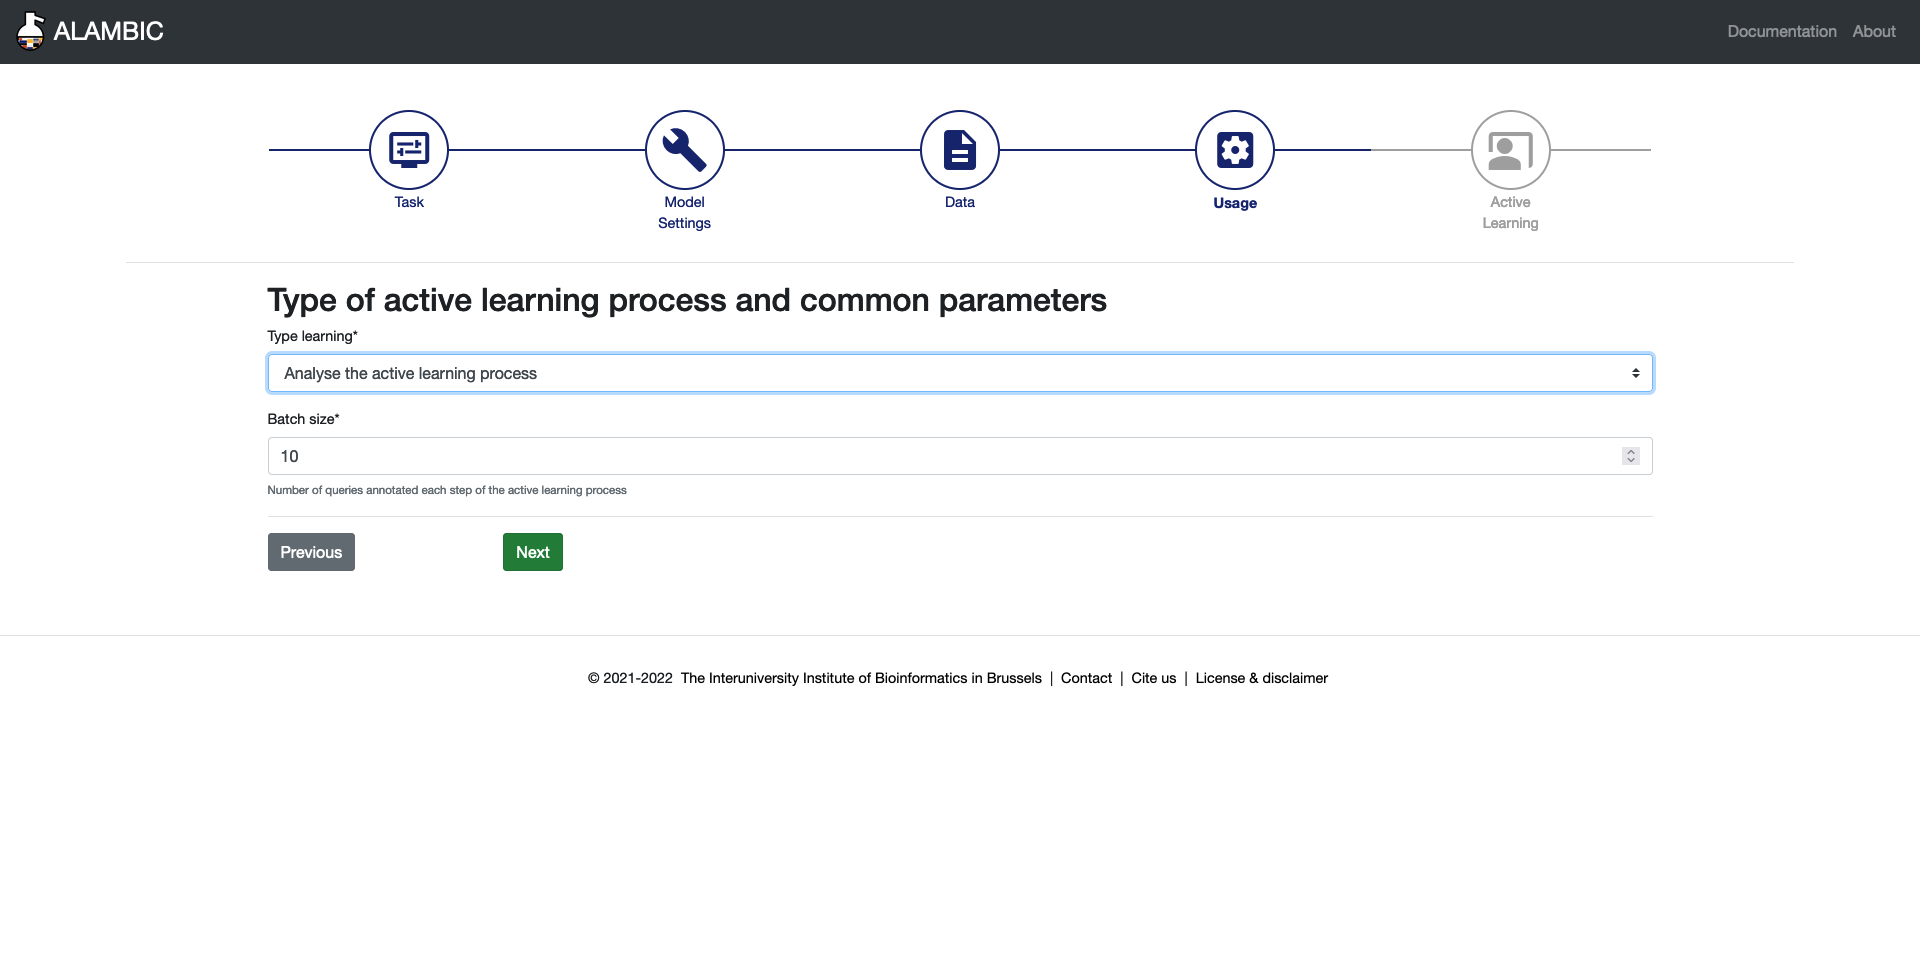 ALAMBIC
Documentation About
Task
Model
Settings
Data
Usage
Active
Learning
Type of active learning process and common parameters
Type learning*
Analyse the active learning process
Batch size*
10
Number of queries annotated each step of the active learning process
Previous
Next
© 2021-2022 The Interuniversity Institute of Bioinformatics in Brussels | Contact | Cite us | License & disclaimer